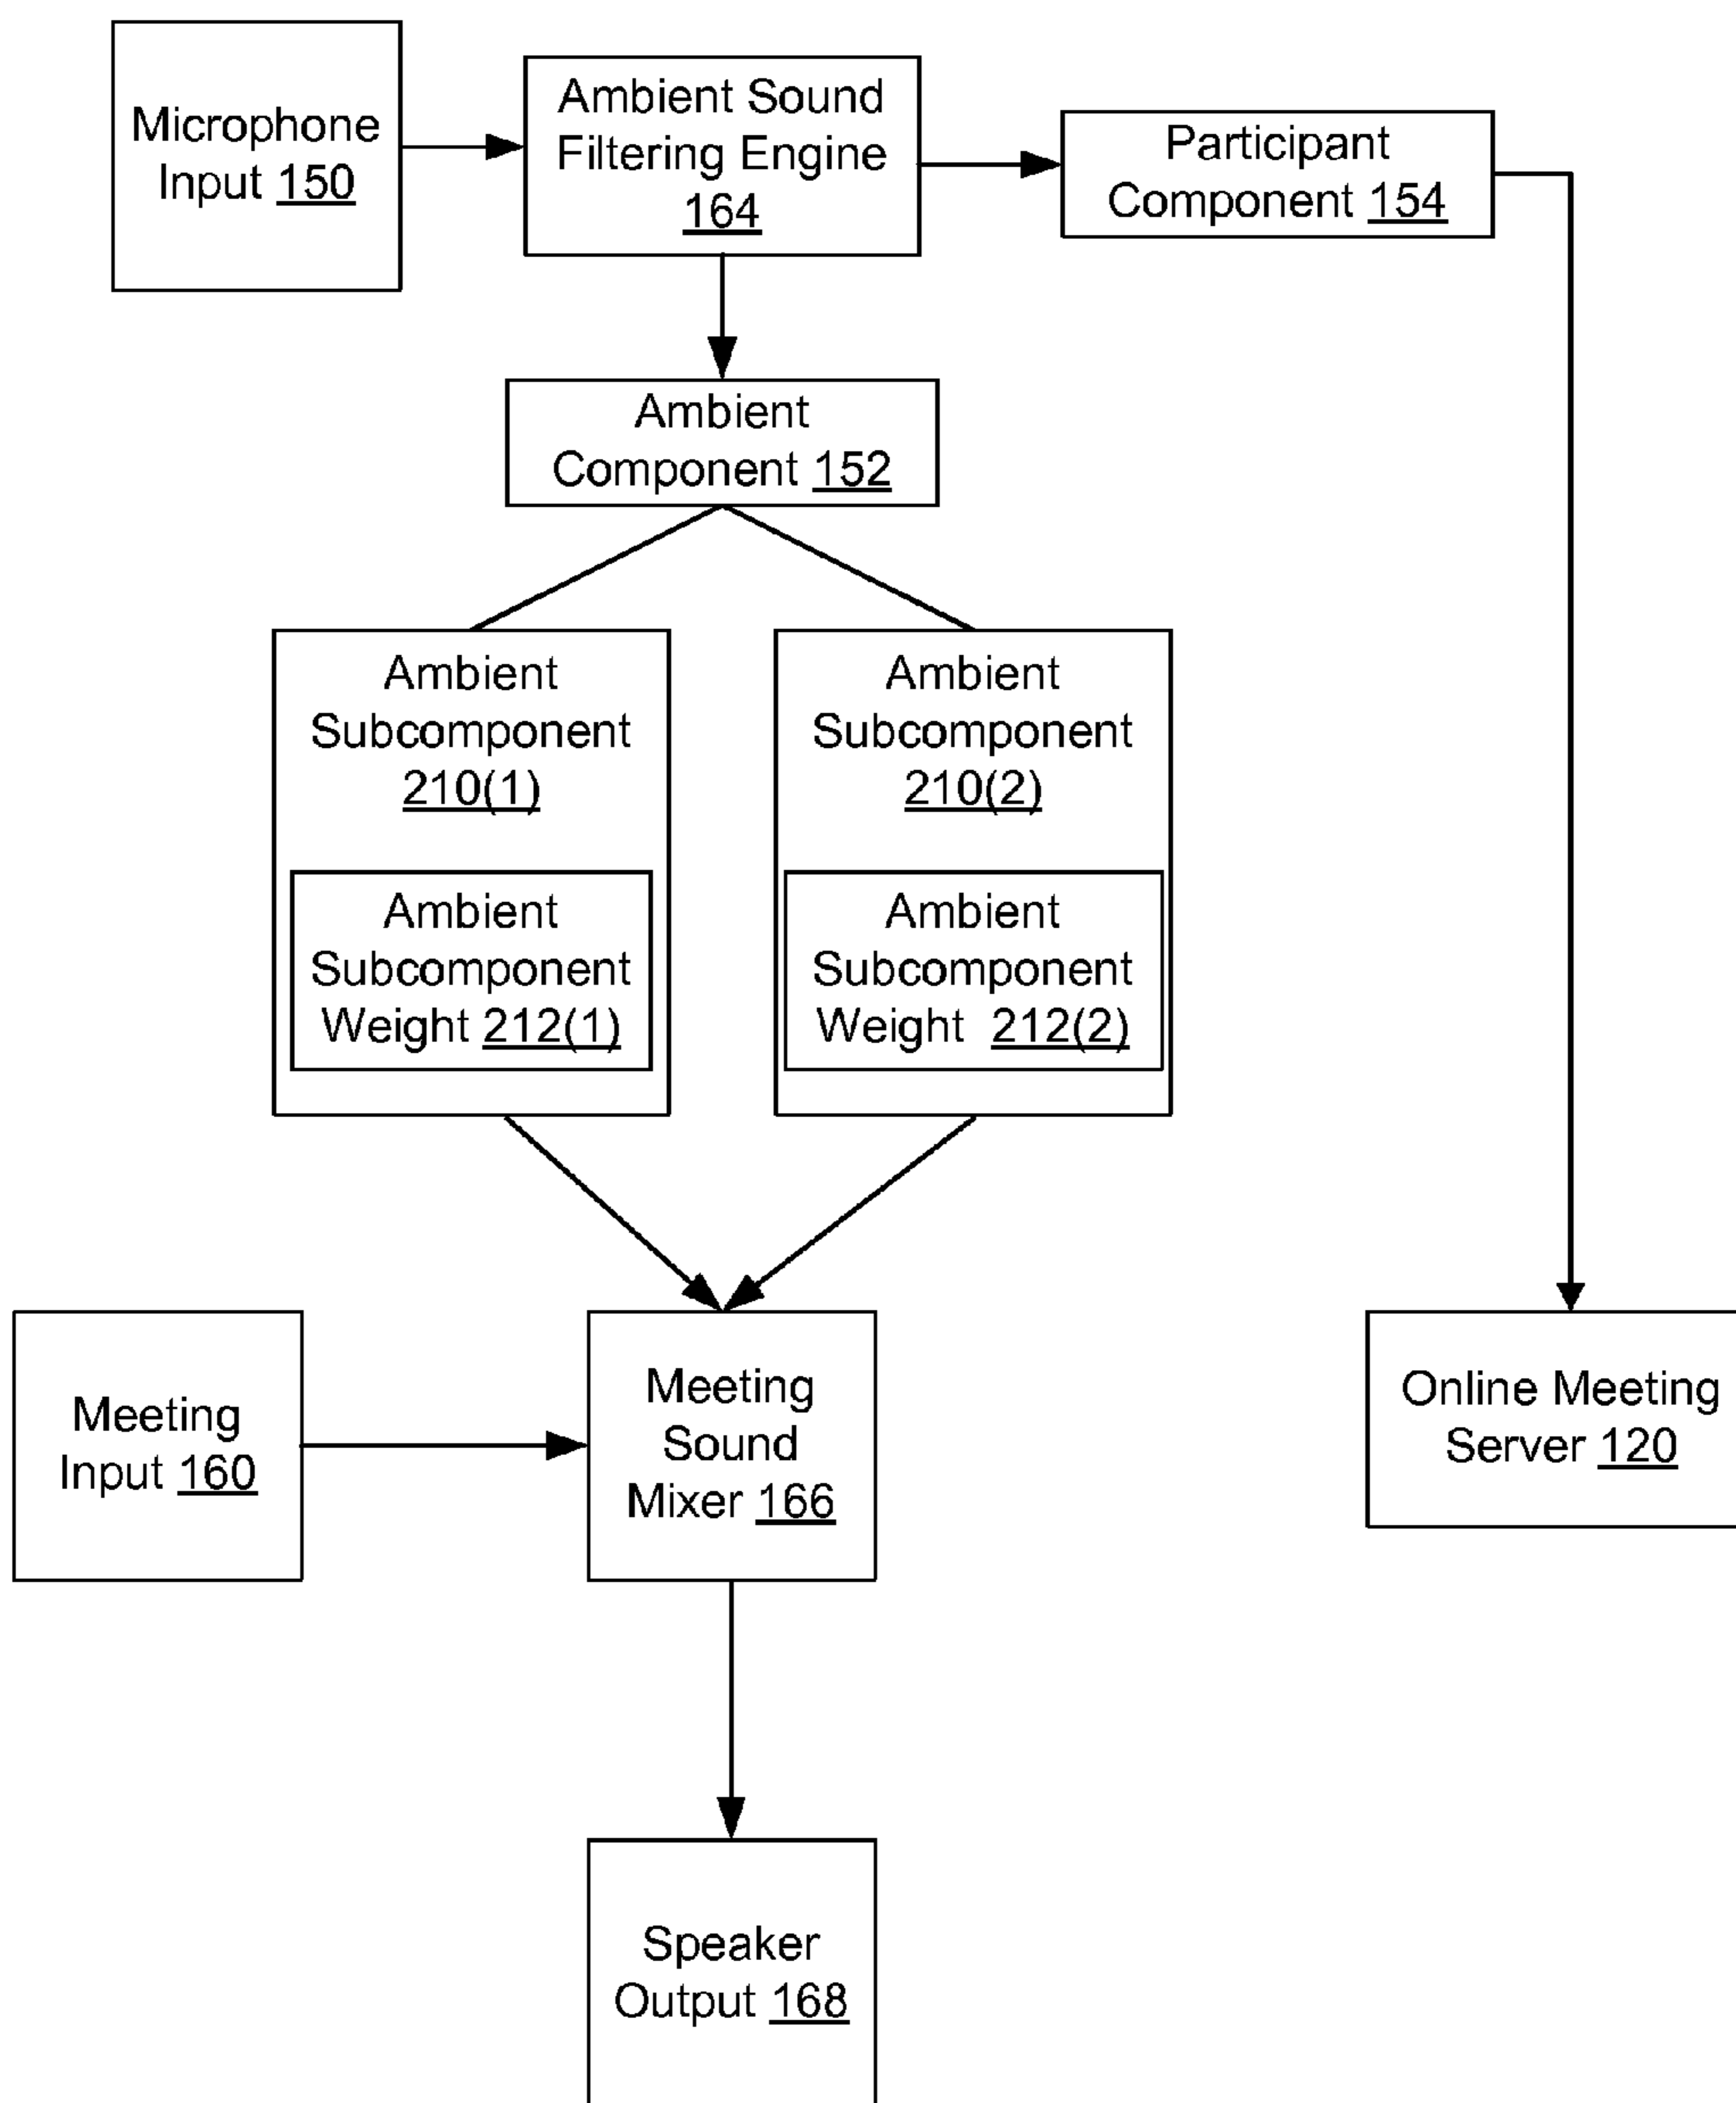 Microphone
Input 150
Ambient Sound
Filtering Engine
164
Participant
Component 154
Ambient
Component 152
Ambient
Subcomponent
210(1)
Ambient
Subcomponent
Weight 212(1)
Ambient
Subcomponent
210(2)
Ambient
Subcomponent
Weight 212(2)
Meeting
Input 160
Meeting
Sound
Mixer 166
Online Meeting
Server 120
Speaker
Output 168